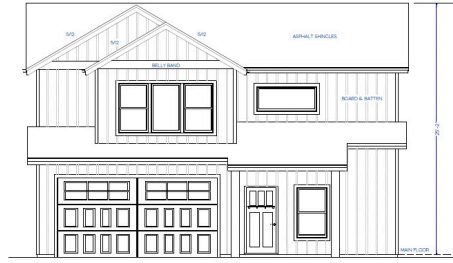 5/12
5/12
5/12
ASPHALT SHINGLES
BELLY BAND
BOARD & BATTEN
MAIN FLOOR